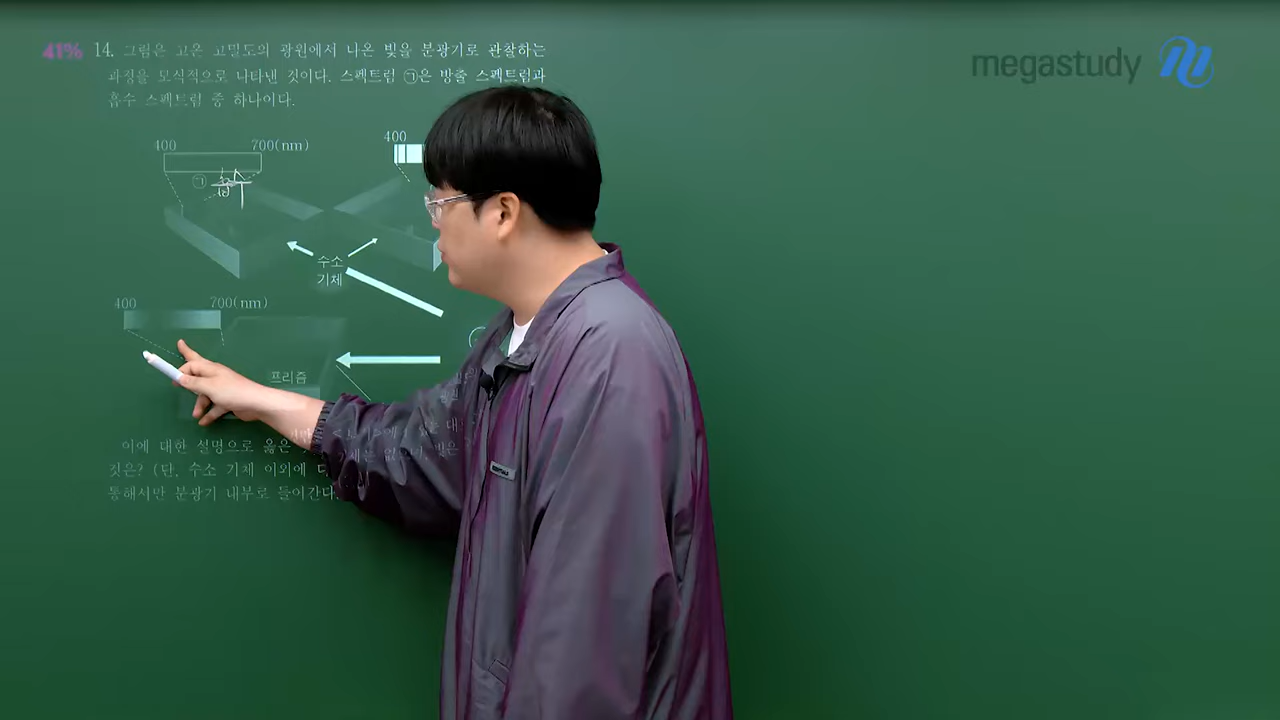 41% 14. 그림은 고온 고밀도의 광원에서 나온 빛을 분광기로 관찰하는
과정을 모식적으로 나타낸 것이다. 스펙트럼 ㉠은 방출 스펙트럼과
흡수 스펙트럼 중 하나이다.
megastudy
400 700(nm)
400
㉠ 흡수
수소
기체
400 700(nm)
프리즘
이에 대한 설명으로 옳은
것은? (단, 수소 기체 이외에 다
통해서만 분광기 내부로 들어간다.